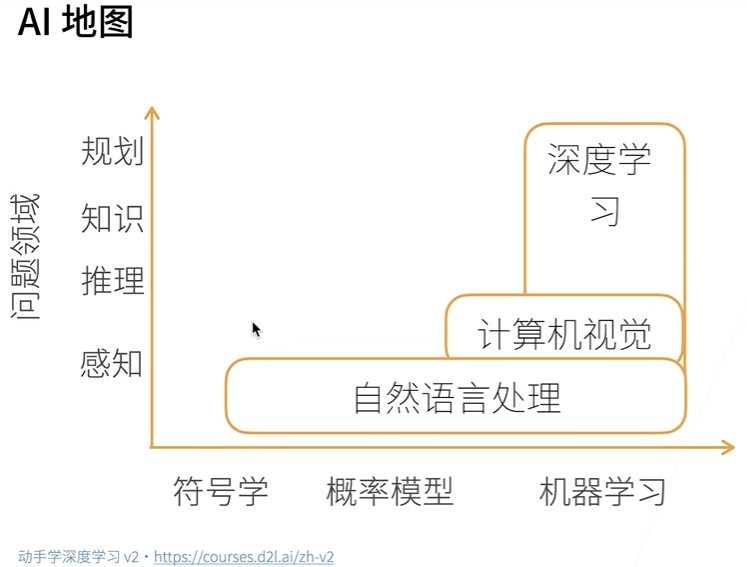 AI 地图
问题领域
规划
知识
推理
感知
深度学
习
计算机视觉
自然语言处理
符号学
概率模型
机器学习
动手学深度学习 v2 · https://courses.d2l.ai/zh-v2